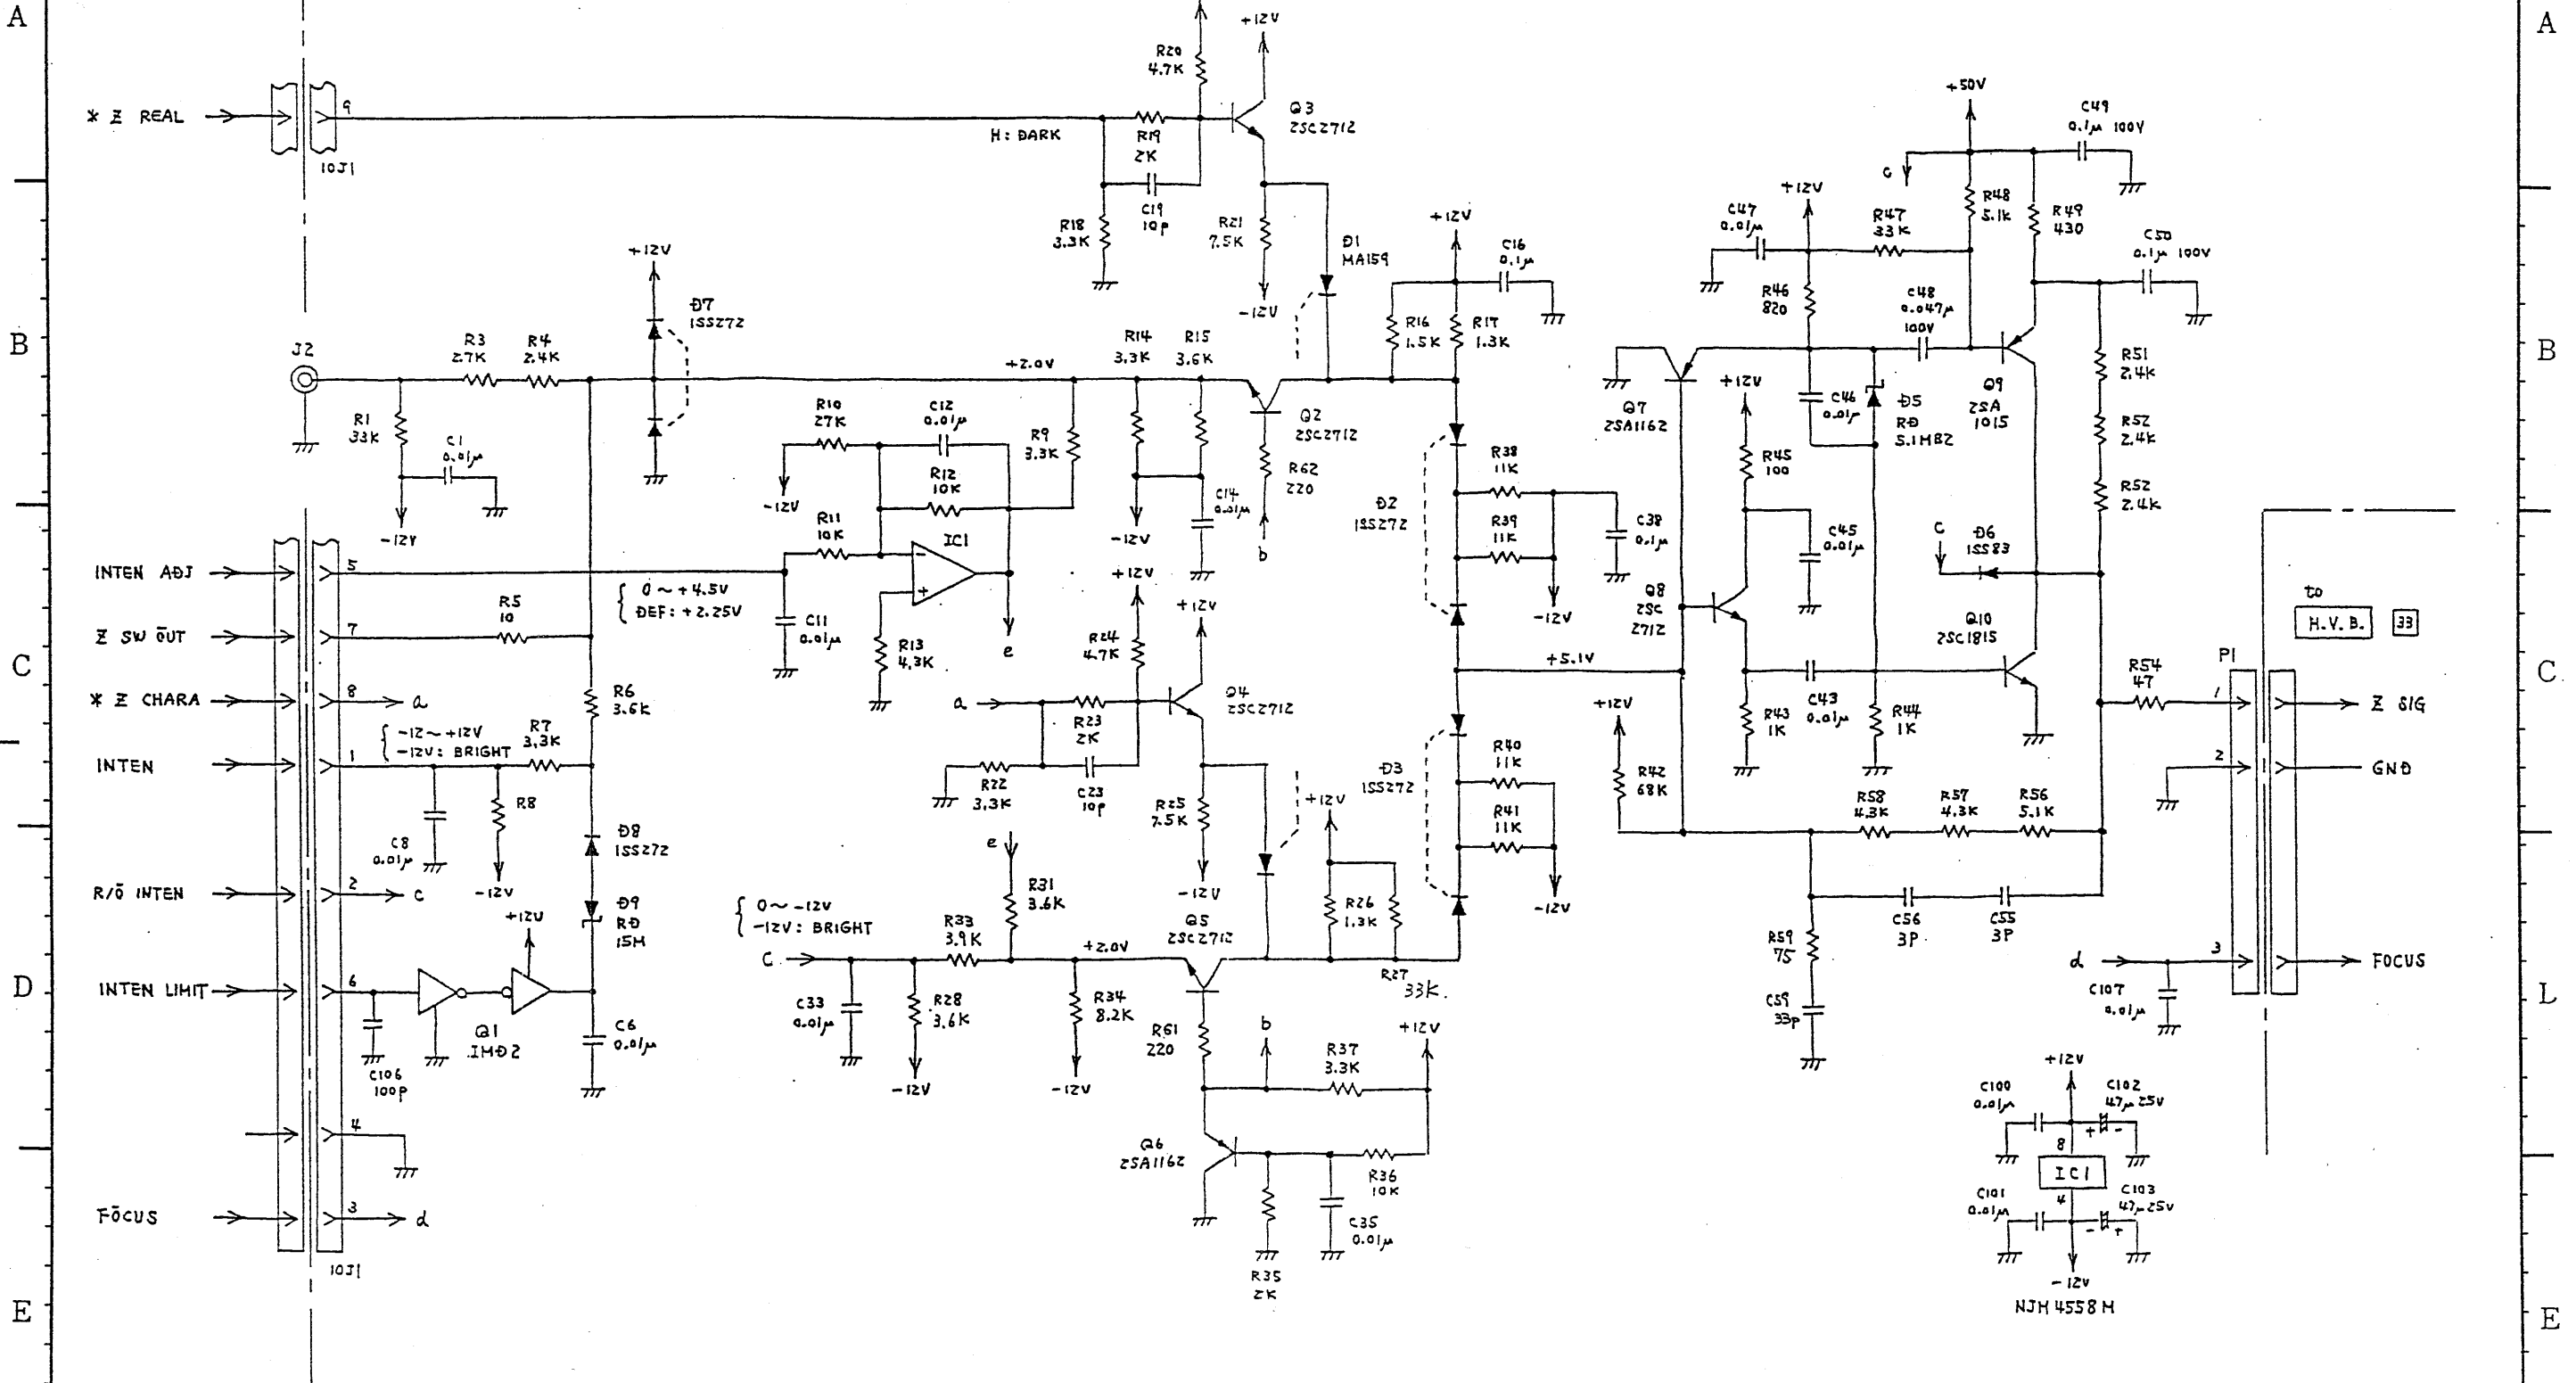 A
A
+12V
R20
4.7K
* Z REAL
9
H: DARK
R19
2K
Q3
2SC2712
10J1
C19
10p
R18
3.3K
R21
7.5K
-12V
D1
MA159
+50V
C49
0.1μ 100V
c
+12V
C47
0.01μ
R47
33K
R48
5.1K
R49
430
C50
0.1μ 100V
+12V
C16
0.1μ
R16
1.5K
R17
1.3K
R46
820
C48
0.047μ
100V
B
B
+12V
D7
1SS272
J2
R3
27K
R4
2.4K
+2.0V
R14
3.3K
R15
3.6K
R1
33K
C1
0.01μ
-12V
R10
27K
C12
0.01μ
R9
3.3K
-12V
R12
10K
R11
10K
IC1
-
+
Q2
2SC2712
R62
220
b
C14
0.01μ
-12V
D2
1SS272
R38
11K
R39
11K
C38
0.1μ
-12V
Q7
2SA1162
+12V
R45
100
C46
0.01μ
D5
RD
5.1MB2
Q9
2SA
1015
R51
2.4K
R52
2.4K
R52
2.4K
C45
0.01μ
c
D6
1SS83
Q8
2SC
2712
Q10
2SC1815
to
H.V.B. 33
INTEN ADJ
5
{ 0~+4.5V
DEF: +2.25V
C11
0.01μ
R13
4.3K
e
+12V
+12V
R24
4.7K
Z SW OUT
7
R5
10
C
C
* Z CHARA
8
a
R6
3.6K
a
R23
2K
Q4
2SC2712
+5.1V
+12V
R43
1K
C43
0.01μ
R44
1K
R54
47
P1
1
Z SIG
{ -12~+12V
-12V: BRIGHT
R7
3.3K
INTEN
1
R22
3.3K
C23
10p
R25
7.5K
-12V
+12V
D3
1SS272
R40
11K
R41
11K
-12V
R42
68K
R58
4.3K
R57
4.3K
R56
5.1K
2
GND
C8
0.01μ
R8
-12V
D8
1SS272
R/O INTEN
2
c
D9
RD
15M
e
R31
3.6K
{ 0~-12V
-12V: BRIGHT
C
R33
3.9K
+2.0V
Q5
2SC2712
R26
1.3K
R27
33K.
C56
3P
C55
3P
R59
75
C59
33p
d
3
FOCUS
C107
0.01μ
D
L
INTEN LIMIT
6
+12V
Q1
IMD2
C106
100p
C6
0.01μ
C33
0.01μ
R28
3.6K
-12V
R34
8.2K
-12V
R61
220
b
R37
3.3K
+12V
4
Q6
2SA1162
R36
10K
C35
0.01μ
R35
2K
FOCUS
3
d
10J1
+12V
C100
0.01μ
C102
47μ25V
+ -
8
IC1
4
C101
0.01μ
C103
47μ25V
- +
-12V
NJM4558M
E
E